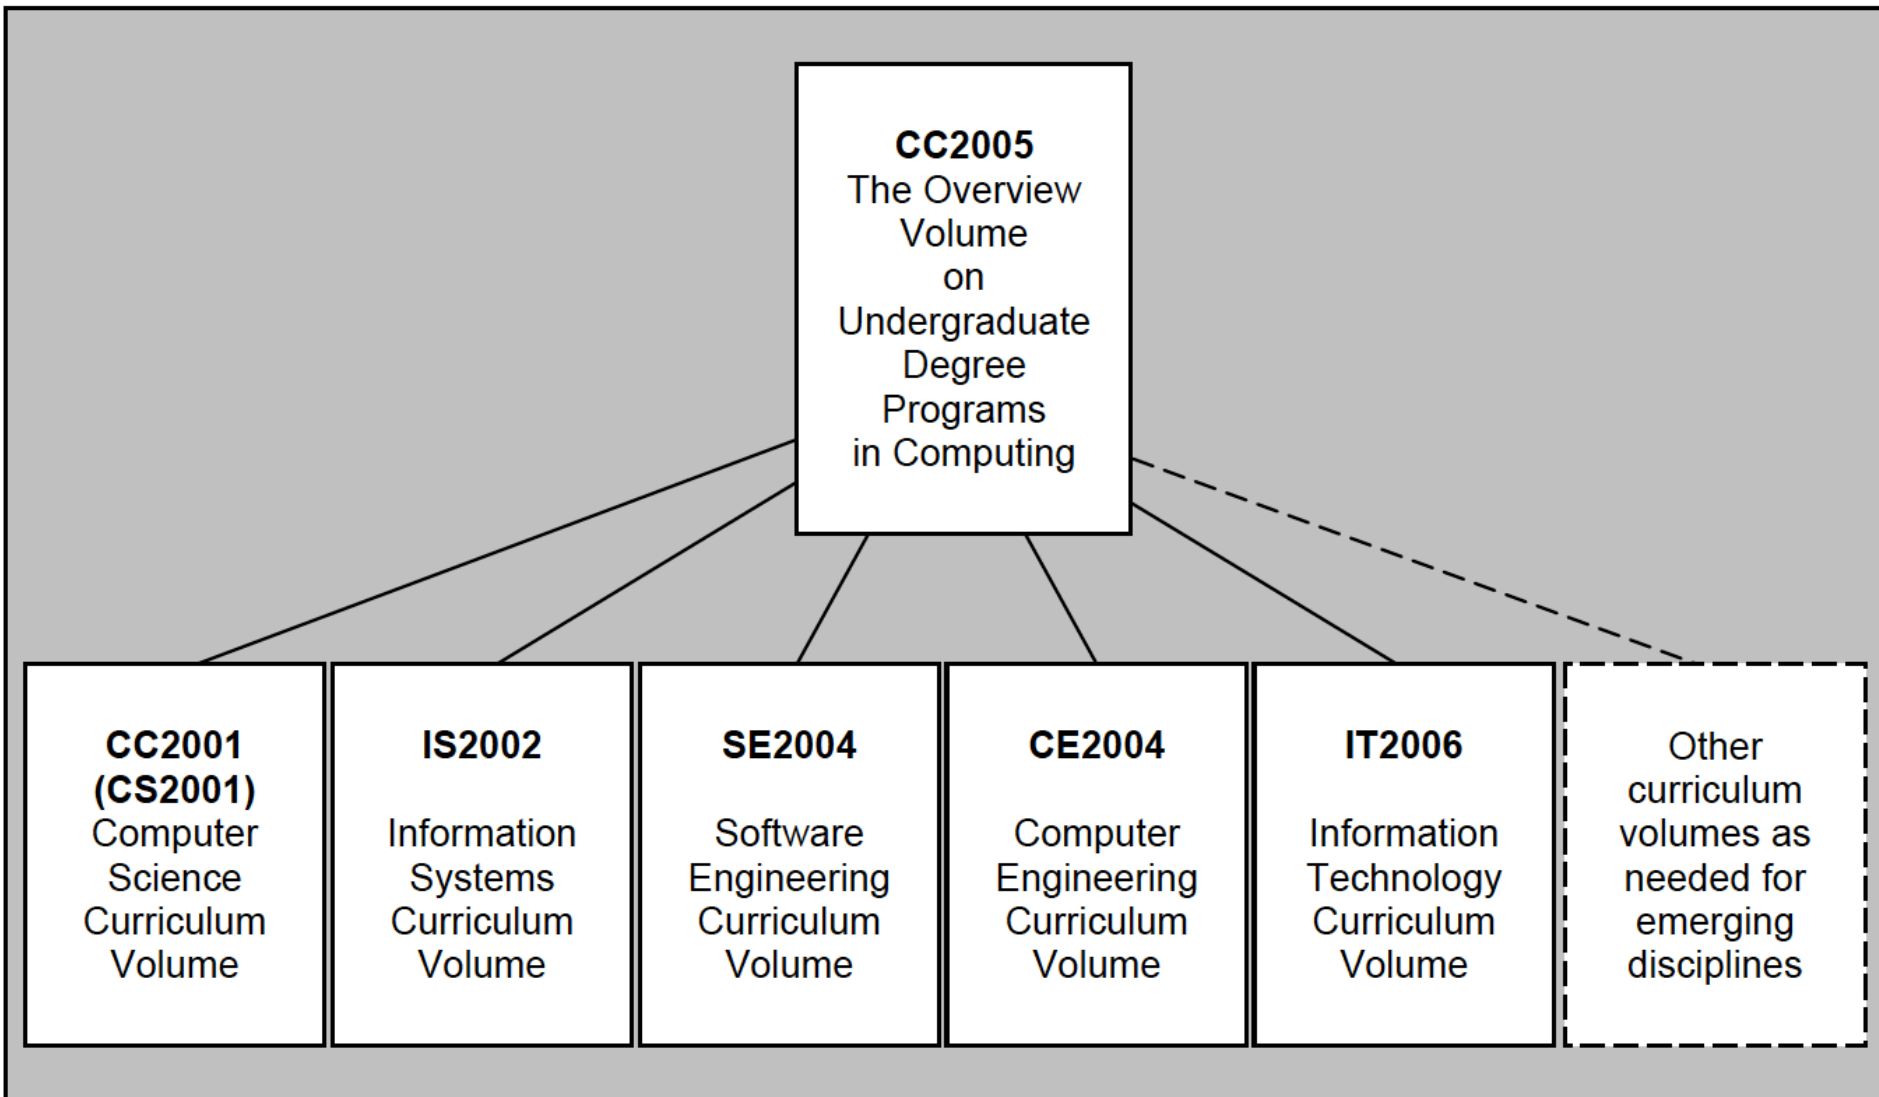 CC2005
The Overview
Volume
on
Undergraduate
Degree
Programs
in Computing
CC2001
(CS2001)
Computer
Science
Curriculum
Volume
IS2002
Information
Systems
Curriculum
Volume
SE2004
Software
Engineering
Curriculum
Volume
CE2004
Computer
Engineering
Curriculum
Volume
IT2006
Information
Technology
Curriculum
Volume
Other
curriculum
volumes as
needed for
emerging
disciplines